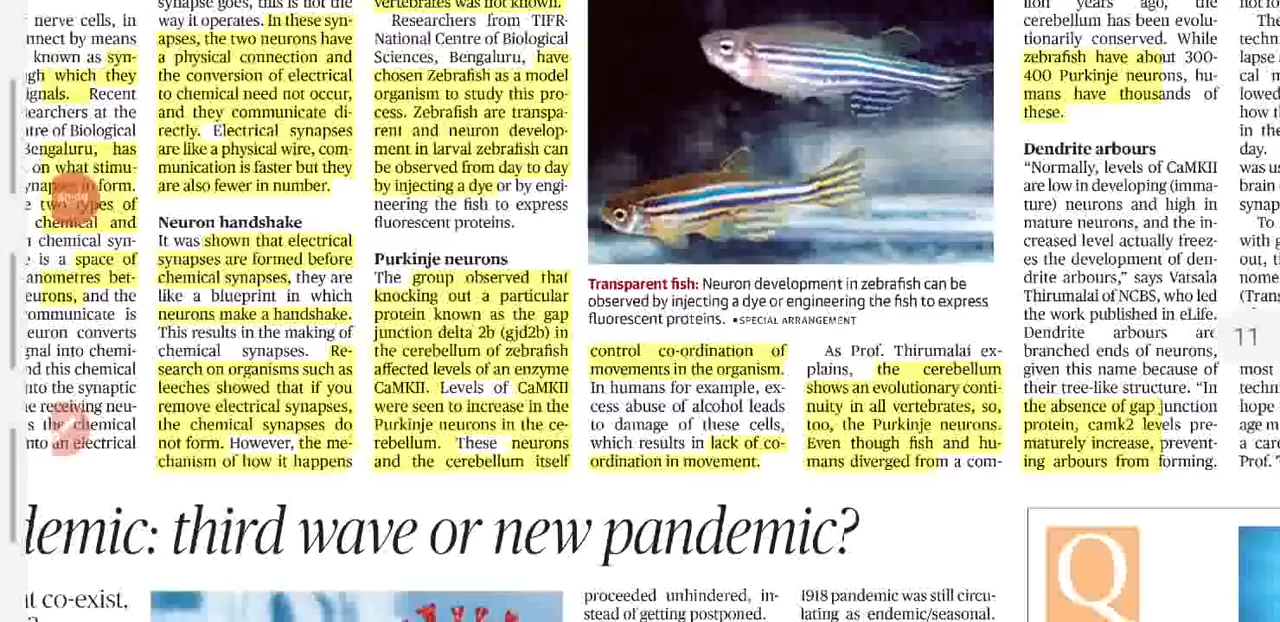 nerve cells, in
by means
known as syn-
which they
Recent
at the
of Biological
has
on what stimu-
form.
types of
chemical and
chemical syn-
is a space of
bet-
and the
is
converts
into chemi-
this chemical
the synaptic
receiving neu-
the chemical
an electrical
synapse goes, this is not the
way it operates. In these syn-
apses, the two neurons have
a physical connection and
the conversion of electrical
to chemical need not occur,
and they communicate di-
rectly. Electrical synapses
are like a physical wire, com-
munication is faster but they
are also fewer in number.
Neuron handshake
It was shown that electrical
synapses are formed before
chemical synapses, they are
like a blueprint in which
neurons make a handshake.
This results in the making of
chemical synapses. Re-
search on organisms such as
leeches showed that if you
remove electrical synapses,
the chemical synapses do
not form. However, the me-
chanism of how it happens
vertebrates was not known.
Researchers from TIFR-
National Centre of Biological
Sciences, Bengaluru, have
chosen Zebrafish as a model
organism to study this pro-
cess. Zebrafish are transpa-
rent and neuron develop-
ment in larval zebrafish can
be observed from day to day
by injecting a dye or by engi-
neering the fish to express
fluorescent proteins.
Purkinje neurons
The group observed that
knocking out a particular
protein known as the gap
junction delta 2b (gjd2b) in
the cerebellum of zebrafish
affected levels of an enzyme
CaMKII. Levels of CaMKII
were seen to increase in the
Purkinje neurons in the ce-
rebellum. These neurons
and the cerebellum itself
Transparent fish: Neuron development in zebrafish can be
observed by injecting a dye or engineering the fish to express
fluorescent proteins. •SPECIAL ARRANGEMENT
control co-ordination of
movements in the organism.
In humans for example, ex-
cess abuse of alcohol leads
to damage of these cells,
which results in lack of co-
ordination in movement.
As Prof. Thirumalai ex-
plains, the cerebellum
shows an evolutionary conti-
nuity in all vertebrates, so,
too, the Purkinje neurons.
Even though fish and hu-
mans diverged from a com-
years ago, the
cerebellum has been evolu-
tionarily conserved. While
zebrafish have about 300-
400 Purkinje neurons, hu-
mans have thousands of
these.
Dendrite arbours
“Normally, levels of CaMKII
are low in developing (imma-
ture) neurons and high in
mature neurons, and the in-
creased level actually freez-
es the development of den-
drite arbours,” says Vatsala
Thirumalai of NCBS, who led
the work published in eLife.
Dendrite arbours are
branched ends of neurons,
given this name because of
their tree-like structure. “In
the absence of gap junction
protein, camk2 levels pre-
maturely increase, prevent-
ing arbours from forming.
lapse
cal
lowed
how
in the
day.
was
brain
To
with
out,
11
most
hope
a
Prof.
third wave or new pandemic?
co-exist,
proceeded unhindered, in-
stead of getting postponed.
1918 pandemic was still circu-
lating as endemic/seasonal.
Q